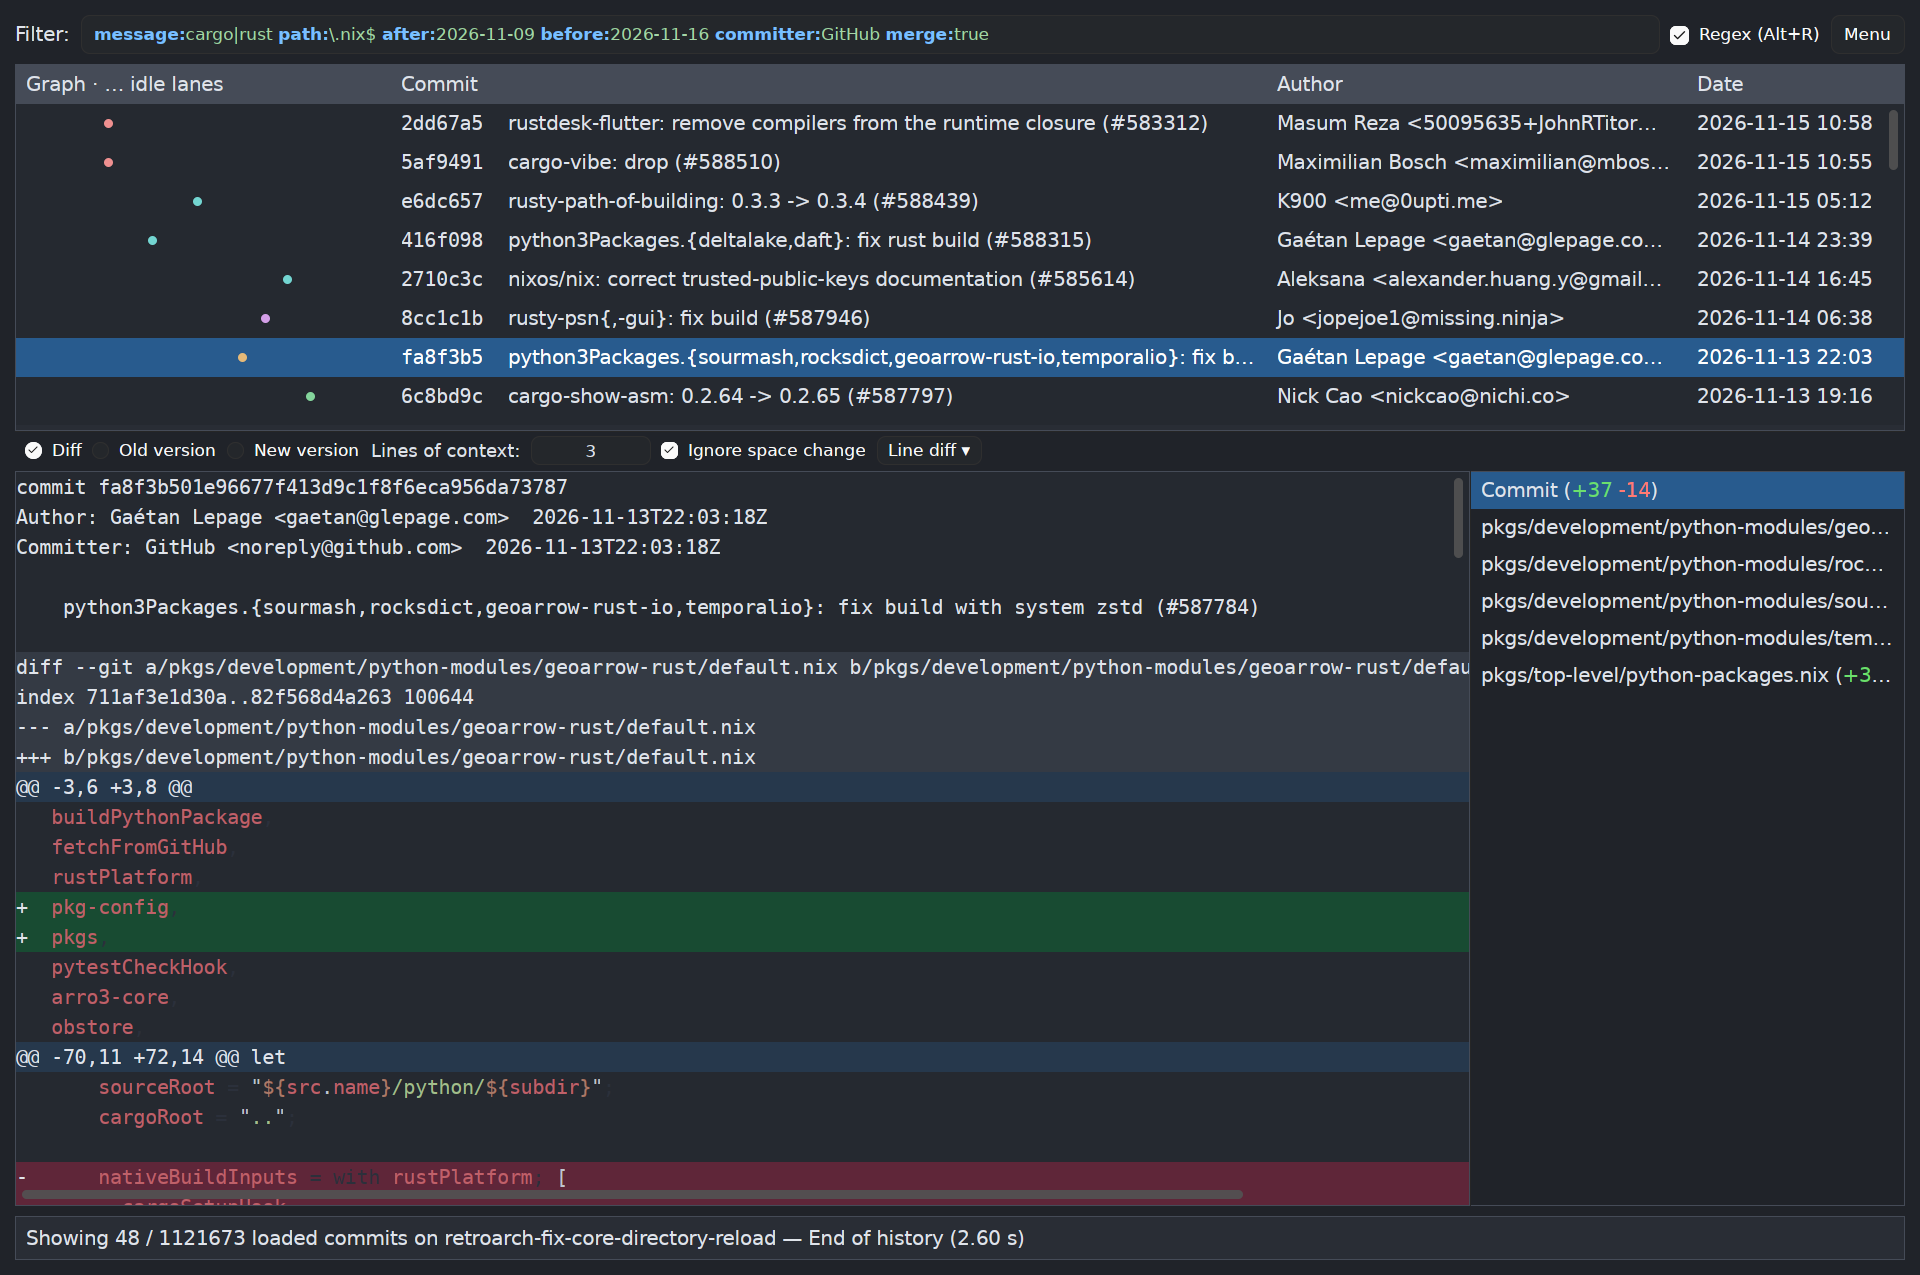 Filter: message:cargo|rust path:\.nix$ after:2026-11-09 before:2026-11-16 committer:GitHub merge:true Regex (Alt+R) Menu
Graph · … idle lanes Commit Author Date
2dd67a5 rustdesk-flutter: remove compilers from the runtime closure (#583312) Masum Reza <50095635+JohnRTitor… 2026-11-15 10:58
5af9491 cargo-vibe: drop (#588510) Maximilian Bosch <maximilian@mbos… 2026-11-15 10:55
e6dc657 rusty-path-of-building: 0.3.3 -> 0.3.4 (#588439) K900 <me@0upti.me> 2026-11-15 05:12
416f098 python3Packages.{deltalake,daft}: fix rust build (#588315) Gaétan Lepage <gaetan@glepage.co… 2026-11-14 23:39
2710c3c nixos/nix: correct trusted-public-keys documentation (#585614) Aleksana <alexander.huang.y@gmail… 2026-11-14 16:45
8cc1c1b rusty-psn{,-gui}: fix build (#587946) Jo <jopejoe1@missing.ninja> 2026-11-14 06:38
fa8f3b5 python3Packages.{sourmash,rocksdict,geoarrow-rust-io,temporalio}: fix b… Gaétan Lepage <gaetan@glepage.co… 2026-11-13 22:03
6c8bd9c cargo-show-asm: 0.2.64 -> 0.2.65 (#587797) Nick Cao <nickcao@nichi.co> 2026-11-13 19:16
Diff Old version New version Lines of context: 3 Ignore space change Line diff ▾
commit fa8f3b501e96677f413d9c1f8f6eca956da73787
Author: Gaétan Lepage <gaetan@glepage.com>  2026-11-13T22:03:18Z
Committer: GitHub <noreply@github.com>  2026-11-13T22:03:18Z
python3Packages.{sourmash,rocksdict,geoarrow-rust-io,temporalio}: fix build with system zstd (#587784)
diff --git a/pkgs/development/python-modules/geoarrow-rust/default.nix b/pkgs/development/python-modules/geoarrow-rust/defau
index 711af3e1d30a..82f568d4a263 100644
--- a/pkgs/development/python-modules/geoarrow-rust/default.nix
+++ b/pkgs/development/python-modules/geoarrow-rust/default.nix
@@ -3,6 +3,8 @@
buildPythonPackage,
fetchFromGitHub,
rustPlatform,
+ pkg-config,
+ pkgs,
pytestCheckHook,
arro3-core,
obstore,
@@ -70,11 +72,14 @@ let
sourceRoot = "${src.name}/python/${subdir}";
cargoRoot = "..";
- nativeBuildInputs = with rustPlatform; [
cargoSetupHook
Commit (+37 -14)
pkgs/development/python-modules/geo…
pkgs/development/python-modules/roc…
pkgs/development/python-modules/sou…
pkgs/development/python-modules/tem…
pkgs/top-level/python-packages.nix (+3…
Showing 48 / 1121673 loaded commits on retroarch-fix-core-directory-reload — End of history (2.60 s)